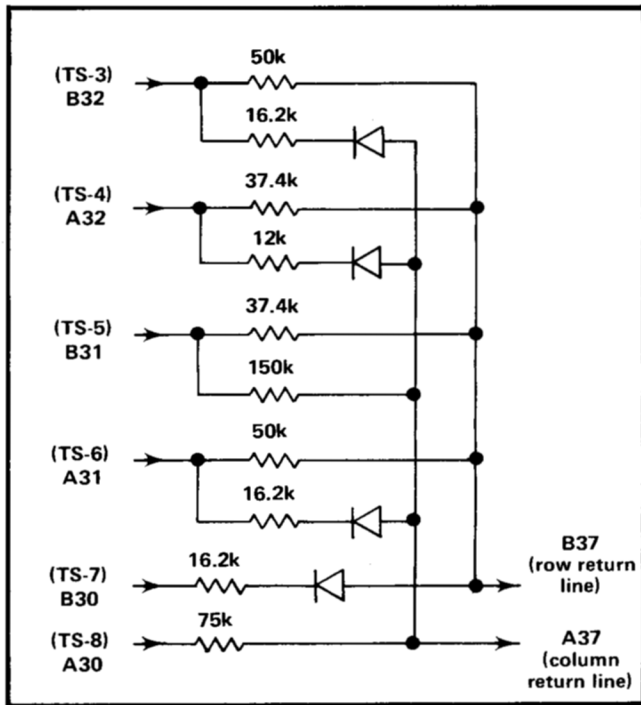 50k
(TS-3)
B32
16.2k
37.4k
(TS-4)
A32
12k
37.4k
(TS-5)
B31
150k
50k
(TS-6)
A31
16.2k
16.2k
(TS-7)
B30
75k
(TS-8)
A30
B37
(row return
line)
A37
(column
return line)